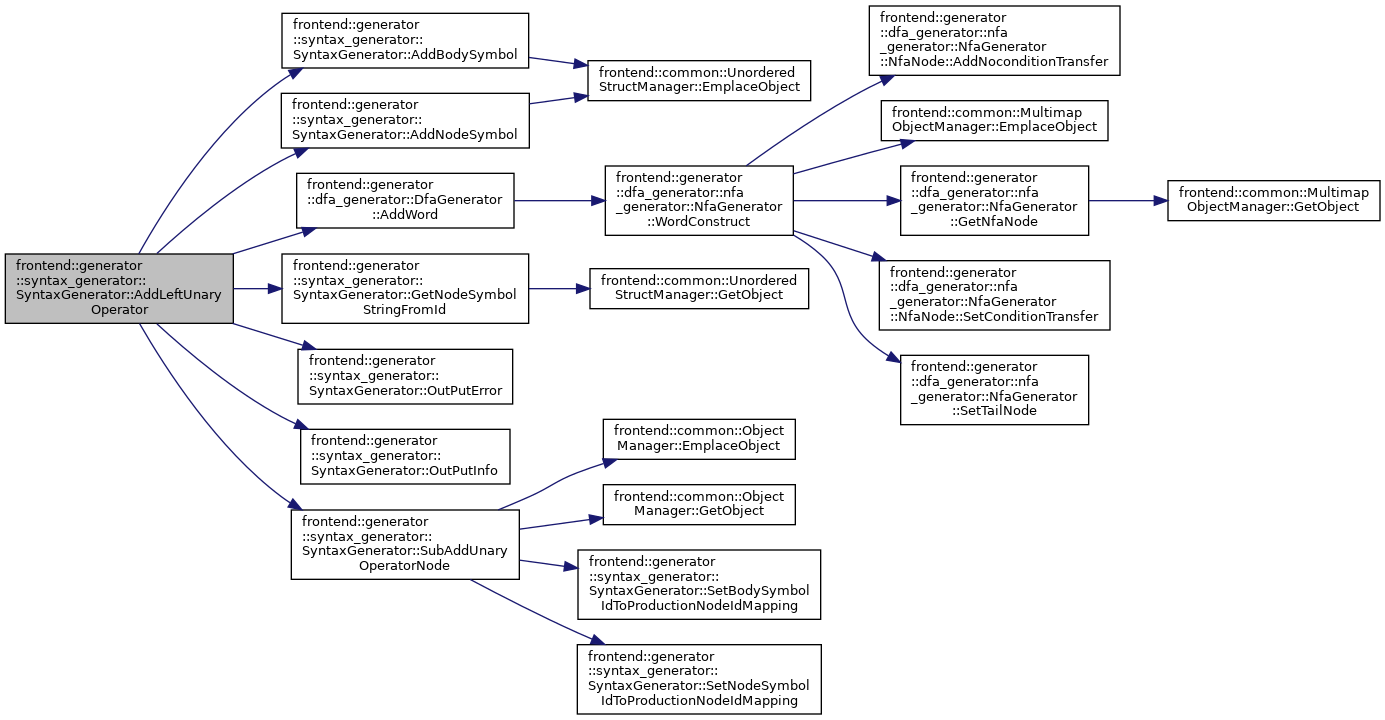 frontend::generator
::syntax_generator::
SyntaxGenerator::AddLeftUnary
Operator
frontend::generator
::syntax_generator::
SyntaxGenerator::AddBodySymbol
frontend::common::Unordered
StructManager::EmplaceObject
frontend::generator
::syntax_generator::
SyntaxGenerator::AddNodeSymbol
frontend::generator
::dfa_generator::DfaGenerator
::AddWord
frontend::generator
::dfa_generator::nfa
_generator::NfaGenerator
::WordConstruct
frontend::generator
::dfa_generator::nfa
_generator::NfaGenerator
::NfaNode::AddNoconditionTransfer
frontend::common::Multimap
ObjectManager::EmplaceObject
frontend::generator
::dfa_generator::nfa
_generator::NfaGenerator
::GetNfaNode
frontend::common::Multimap
ObjectManager::GetObject
frontend::generator
::dfa_generator::nfa
_generator::NfaGenerator
::NfaNode::SetConditionTransfer
frontend::generator
::dfa_generator::nfa
_generator::NfaGenerator
::SetTailNode
frontend::generator
::syntax_generator::
SyntaxGenerator::GetNodeSymbol
StringFromId
frontend::common::Unordered
StructManager::GetObject
frontend::generator
::syntax_generator::
SyntaxGenerator::OutPutError
frontend::generator
::syntax_generator::
SyntaxGenerator::OutPutInfo
frontend::generator
::syntax_generator::
SyntaxGenerator::SubAddUnary
OperatorNode
frontend::common::Object
Manager::EmplaceObject
frontend::common::Object
Manager::GetObject
frontend::generator
::syntax_generator::
SyntaxGenerator::SetBodySymbol
IdToProductionNodeIdMapping
frontend::generator
::syntax_generator::
SyntaxGenerator::SetNodeSymbol
IdToProductionNodeIdMapping